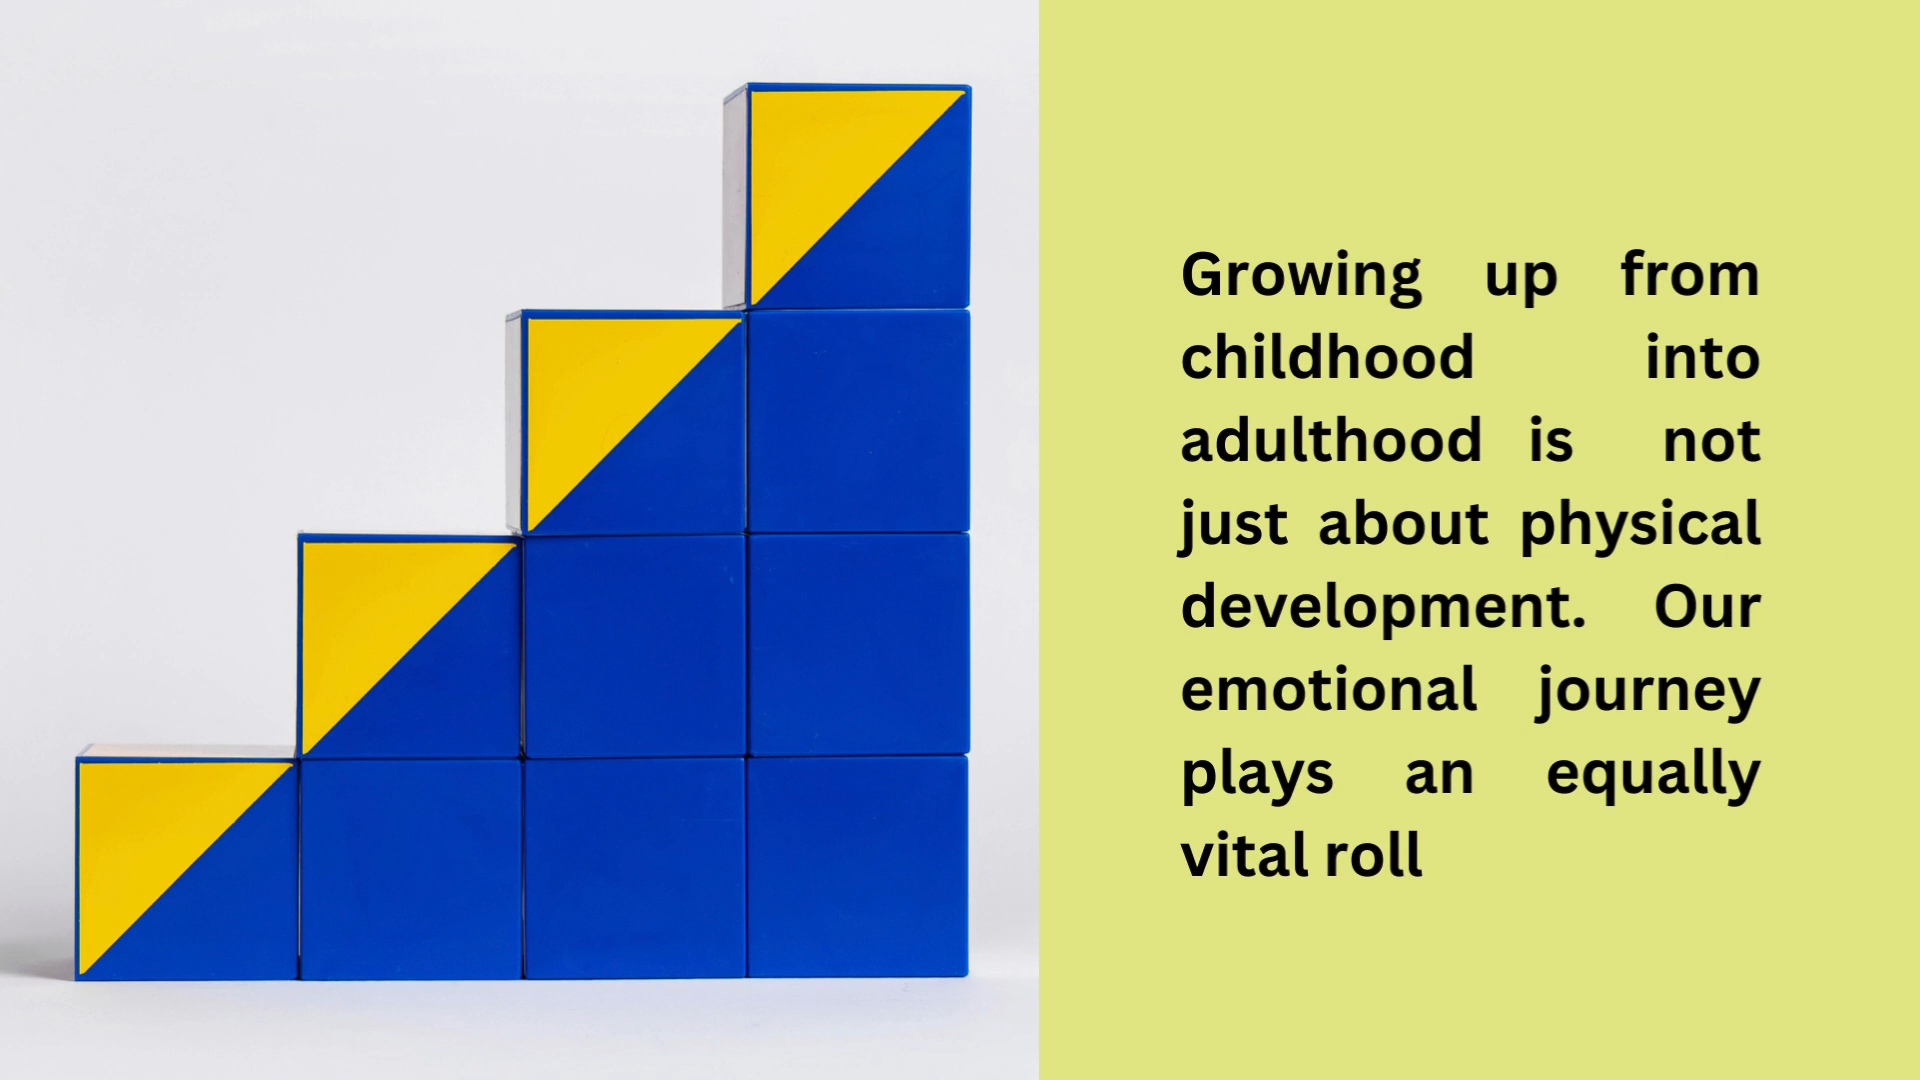 Growing up from
childhood into
adulthood is not
just about physical
development. Our
emotional journey
plays an equally
vital roll